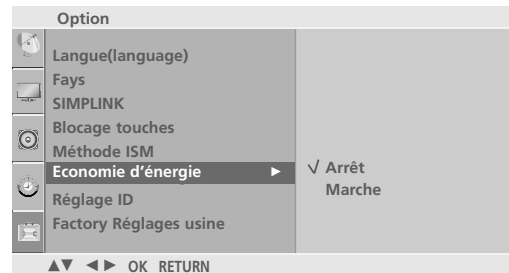 Option
Langue(language)
Fays
SIMPLINK
Blocage touches
Méthode ISM
Economie d’énergie ►
√ Arrêt
Marche
Réglage ID
Factory Réglages usine
▲▼ ◄► OK RETURN